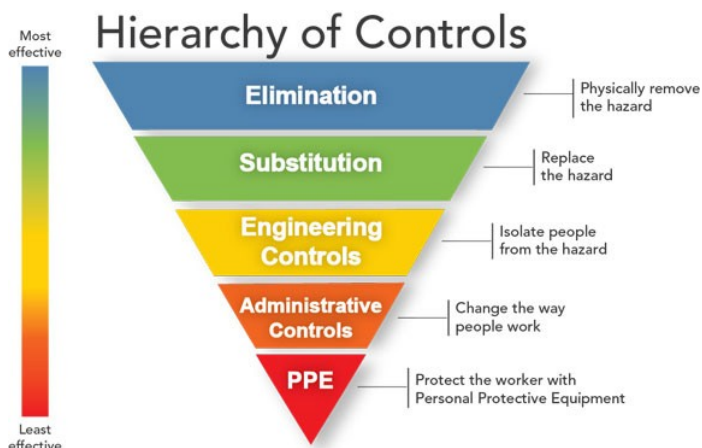 Hierarchy of Controls
Most
effective
Elimination
Physically remove
the hazard
Substitution
Replace
the hazard
Engineering
Controls
Isolate people
from the hazard
Administrative
Controls
Change the way
people work
PPE
Protect the worker with
Personal Protective Equipment
Least
effective